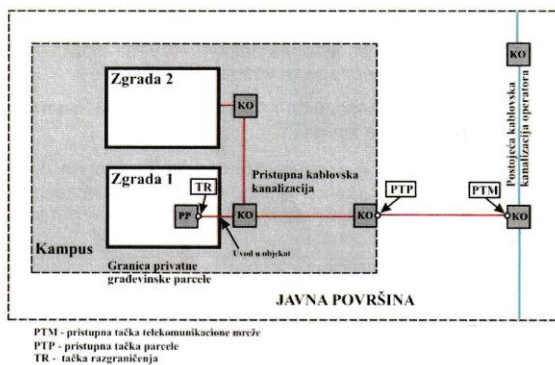 Zgrada 2
KO
KO
Postojeća kablovska
kanalizacija operatora
Zgrada 1
TR
PP
Pristupna kablovska
kanalizacija
KO
KO
PTP
PTM
KO
Kampus
Uvod u objekat
Granica privatne
građevinske parcele
JAVNA POVRŠINA
PTM - pristupna tačka telekomunikacione mreže
PTP - pristupna tačka parcele
TR - tačka razgraničenja